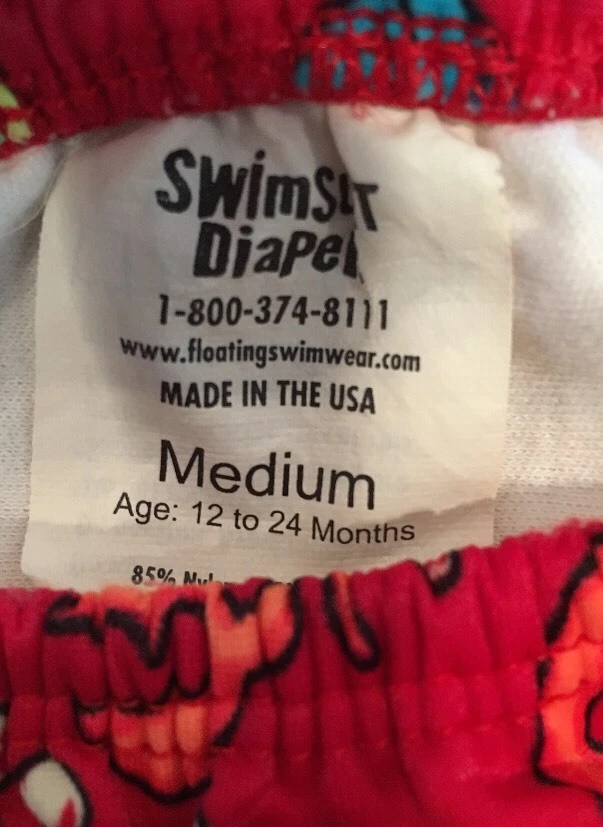 Diaper
1-800-374-8111
www.floatingswimwear.com
MADE IN THE USA
Medium
Age: 12 to 24 Months
85%